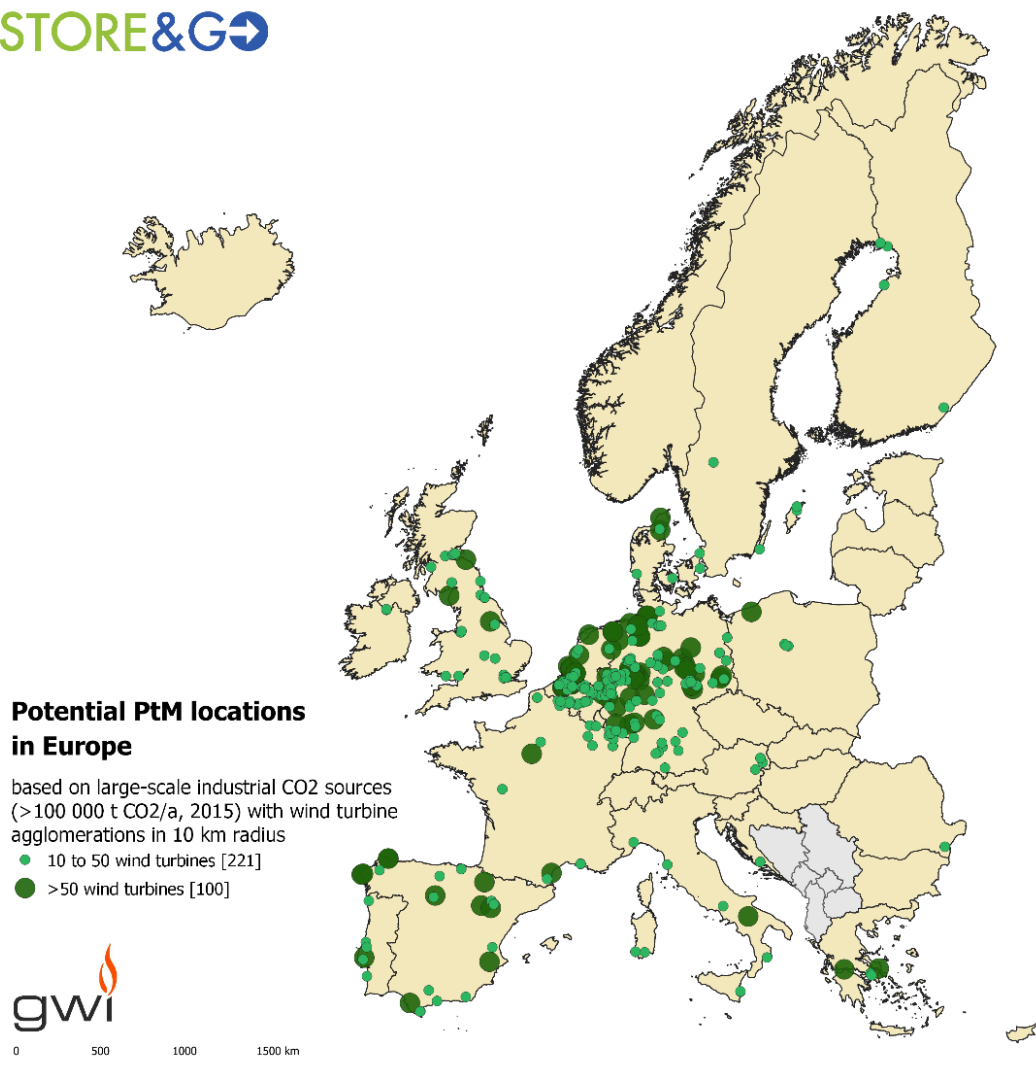 STORE&GO
Potential PtM locations
in Europe
based on large-scale industrial CO2 sources
(>100 000 t CO2/a, 2015) with wind turbine
agglomerations in 10 km radius
10 to 50 wind turbines [221]
>50 wind turbines [100]
gwi
0 500 1000 1500 km